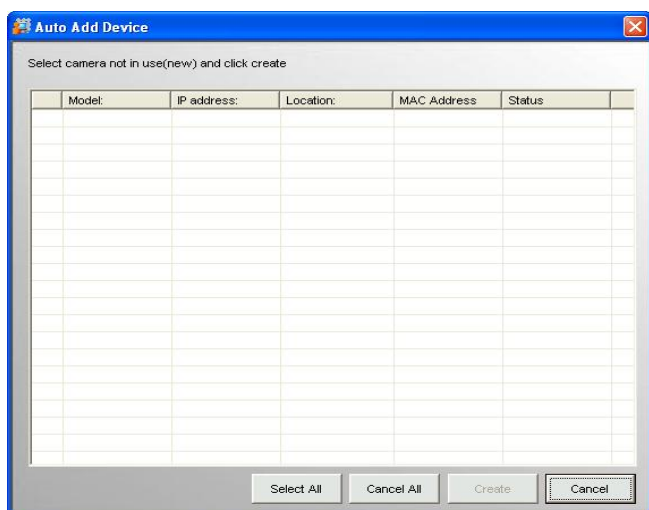 Auto Add Device
Select camera not in use(new) and click create
Model: IP address: Location: MAC Address Status
Select All Cancel All Create Cancel